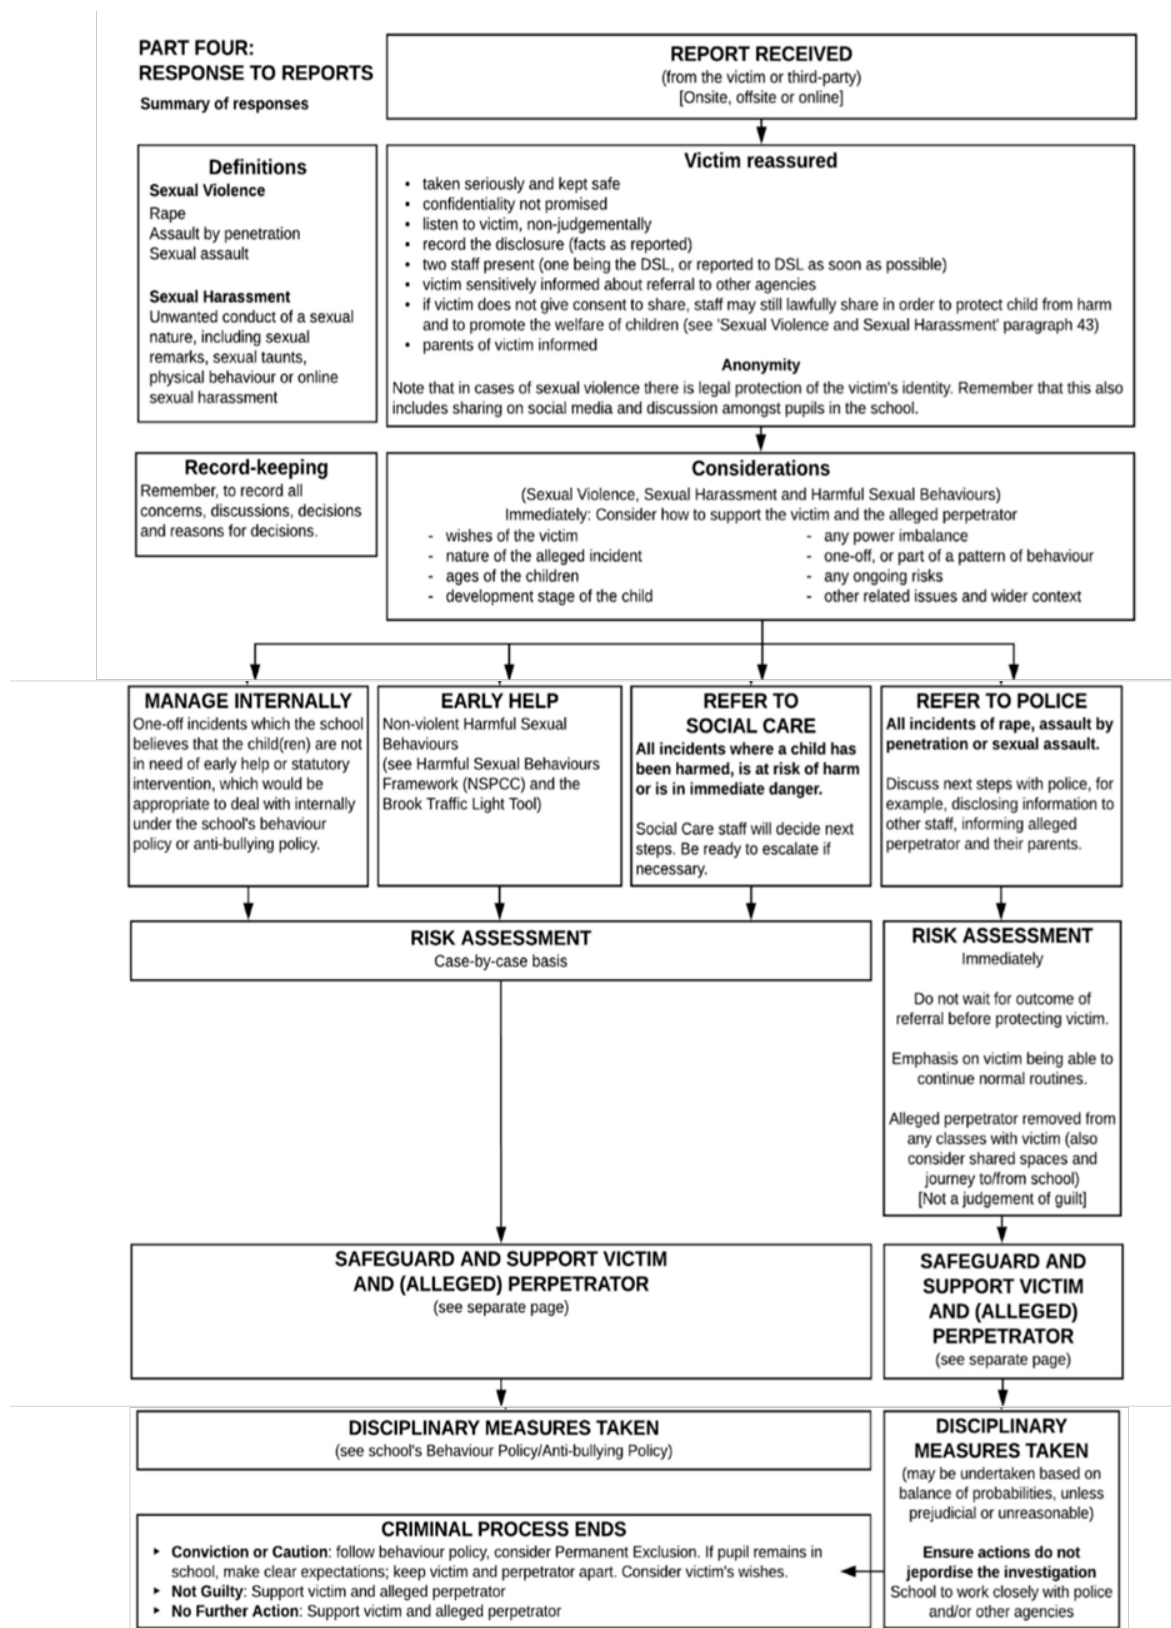 PART FOUR:
RESPONSE TO REPORTS
Summary of responses
REPORT RECEIVED
(from the victim or third-party)
[Onsite, offsite or online]
Definitions
Sexual Violence
Rape
Assault by penetration
Sexual assault
Sexual Harassment
Unwanted conduct of a sexual
nature, including sexual
remarks, sexual taunts,
physical behaviour or online
sexual harassment
Victim reassured
• taken seriously and kept safe
• confidentiality not promised
• listen to victim, non-judgementally
• record the disclosure (facts as reported)
• two staff present (one being the DSL, or reported to DSL as soon as possible)
• victim sensitively informed about referral to other agencies
• if victim does not give consent to share, staff may still lawfully share in order to protect child from harm
and to promote the welfare of children (see 'Sexual Violence and Sexual Harassment' paragraph 43)
• parents of victim informed
Anonymity
Note that in cases of sexual violence there is legal protection of the victim's identity. Remember that this also
includes sharing on social media and discussion amongst pupils in the school.
Record-keeping
Remember, to record all
concerns, discussions, decisions
and reasons for decisions.
Considerations
(Sexual Violence, Sexual Harassment and Harmful Sexual Behaviours)
Immediately: Consider how to support the victim and the alleged perpetrator
- wishes of the victim
- nature of the alleged incident
- ages of the children
- development stage of the child
- any power imbalance
- one-off, or part of a pattern of behaviour
- any ongoing risks
- other related issues and wider context
MANAGE INTERNALLY
One-off incidents which the school
believes that the child(ren) are not
in need of early help or statutory
intervention, which would be
appropriate to deal with internally
under the school's behaviour
policy or anti-bullying policy.
EARLY HELP
Non-violent Harmful Sexual
Behaviours
(see Harmful Sexual Behaviours
Framework (NSPCC) and the
Brook Traffic Light Tool)
REFER TO
SOCIAL CARE
All incidents where a child has
been harmed, is at risk of harm
or is in immediate danger.
Social Care staff will decide next
steps. Be ready to escalate if
necessary.
REFER TO POLICE
All incidents of rape, assault by
penetration or sexual assault.
Discuss next steps with police, for
example, disclosing information to
other staff, informing alleged
perpetrator and their parents.
RISK ASSESSMENT
Case-by-case basis
RISK ASSESSMENT
Immediately
Do not wait for outcome of
referral before protecting victim.
Emphasis on victim being able to
continue normal routines.
Alleged perpetrator removed from
any classes with victim (also
consider shared spaces and
journey to/from school)
[Not a judgement of guilt]
SAFEGUARD AND SUPPORT VICTIM
AND (ALLEGED) PERPETRATOR
(see separate page)
SAFEGUARD AND
SUPPORT VICTIM
AND (ALLEGED)
PERPETRATOR
(see separate page)
DISCIPLINARY MEASURES TAKEN
(see school's Behaviour Policy/Anti-bullying Policy)
DISCIPLINARY
MEASURES TAKEN
(may be undertaken based on
balance of probabilities, unless
prejudicial or unreasonable)
Ensure actions do not
jepordise the investigation
School to work closely with police
and/or other agencies
CRIMINAL PROCESS ENDS
‣ Conviction or Caution: follow behaviour policy, consider Permanent Exclusion. If pupil remains in
school, make clear expectations; keep victim and perpetrator apart. Consider victim's wishes.
‣ Not Guilty: Support victim and alleged perpetrator
‣ No Further Action: Support victim and alleged perpetrator